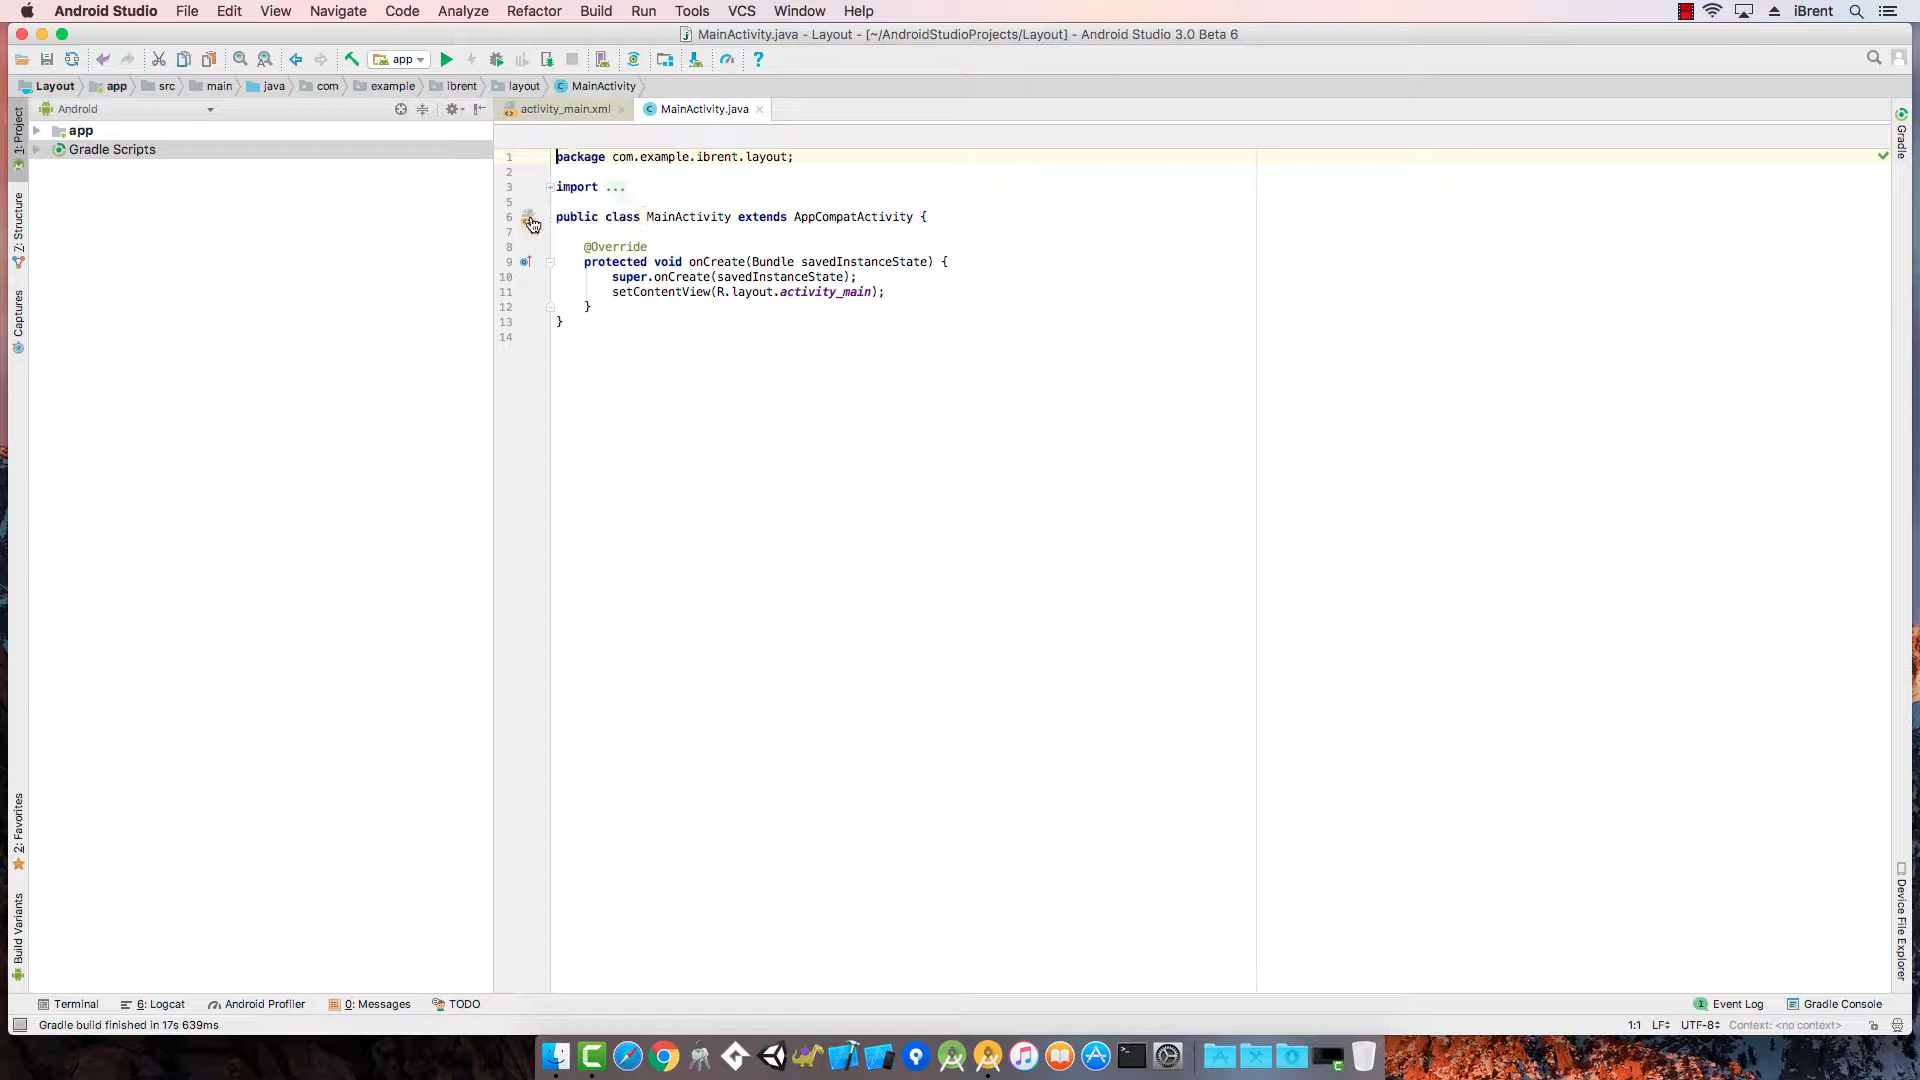 Android Studio File Edit View Navigate Code Analyze Refactor Build Run Tools VCS Window Help iBrent
MainActivity.java - Layout - [~/AndroidStudioProjects/Layout] - Android Studio 3.0 Beta 6
app
Layout app src main java com example ibrent layout MainActivity
Android activity_main.xml MainActivity.java
1: Project
7: Structure
Captures
2: Favorites
Build Variants
app
Gradle Scripts
1 package com.example.ibrent.layout;
2
3 import ...
5
6 public class MainActivity extends AppCompatActivity {
7
8 @Override
9 protected void onCreate(Bundle savedInstanceState) {
10 super.onCreate(savedInstanceState);
11 setContentView(R.layout.activity_main);
12 }
13 }
14
Gradle
Device File Explorer
Terminal 6: Logcat Android Profiler 0: Messages TODO 1 Event Log Gradle Console
Gradle build finished in 17s 639ms 1:1 LF UTF-8 Context: <no context>